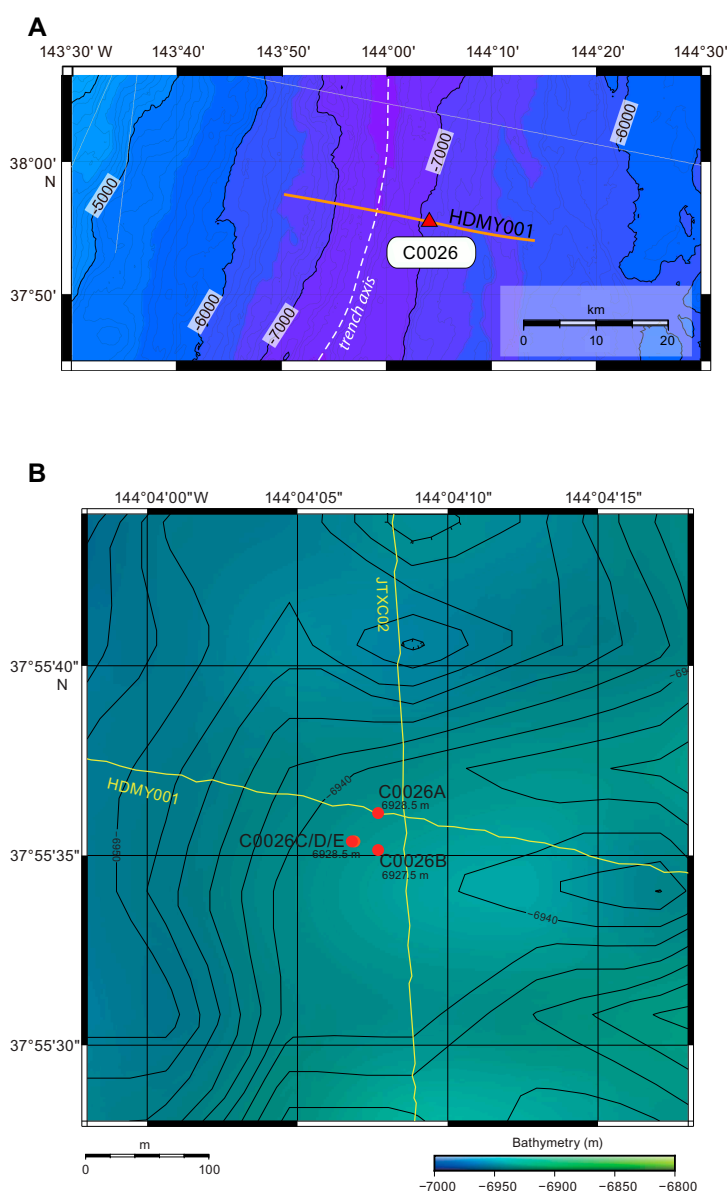 A
143°30' W 143°40' 143°50' 144°00' 144°10' 144°20' 144°30'
38°00'
N
37°50'
-5000
-6000
-7000
-7000
-6000
trench axis
HDMY001
C0026
km
0 10 20
B
144°04'00"W 144°04'05" 144°04'10" 144°04'15"
37°55'40"
N
37°55'35"
37°55'30"
JTXC02
HDMY001
−6940
−6940
C0026A
6928.5 m
C0026C/D/E
6928.5 m
C0026B
6927.5 m
m
0 100
Bathymetry (m)
−7000 −6950 −6900 −6850 −6800